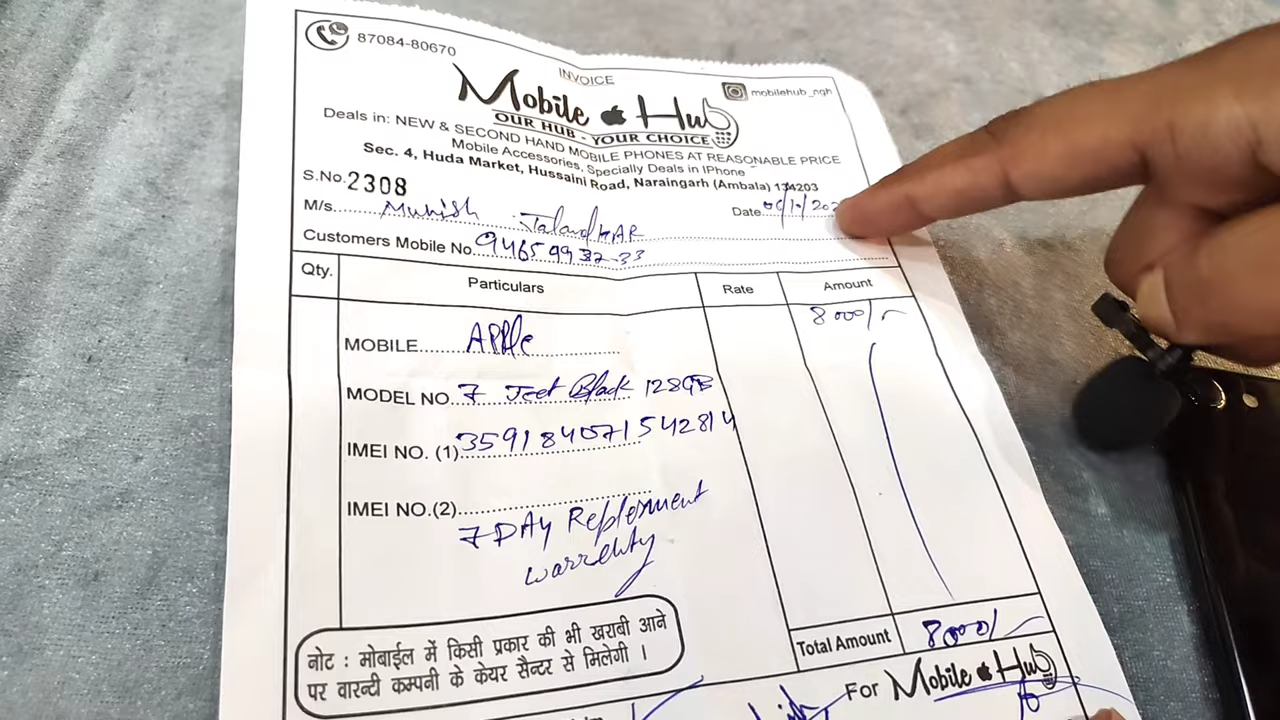 87084-80670
INVOICE
mobilehub_ngh
Mobile Hub
OUR HUB - YOUR CHOICE
Deals in: NEW & SECOND HAND MOBILE PHONES AT REASONABLE PRICE
Mobile Accessories, Specially Deals in IPhone
Sec. 4, Huda Market, Hussaini Road, Naraingarh (Ambala) 134203
S.No. 2308
Date
M/s. Munish
Customers Mobile No.
Qty. Particulars Rate Amount
8000/-
MOBILE Apple
MODEL NO. 7 Jeet Black 128GB
IMEI NO. (1) 359184071542814
IMEI NO.(2)
7 DAy
नोट : मोबाईल में किसी प्रकार की भी खराबी आने
पर वारन्टी कम्पनी के केयर सैन्टर से मिलेगी ।
Total Amount 8000/-
For Mobile Hub